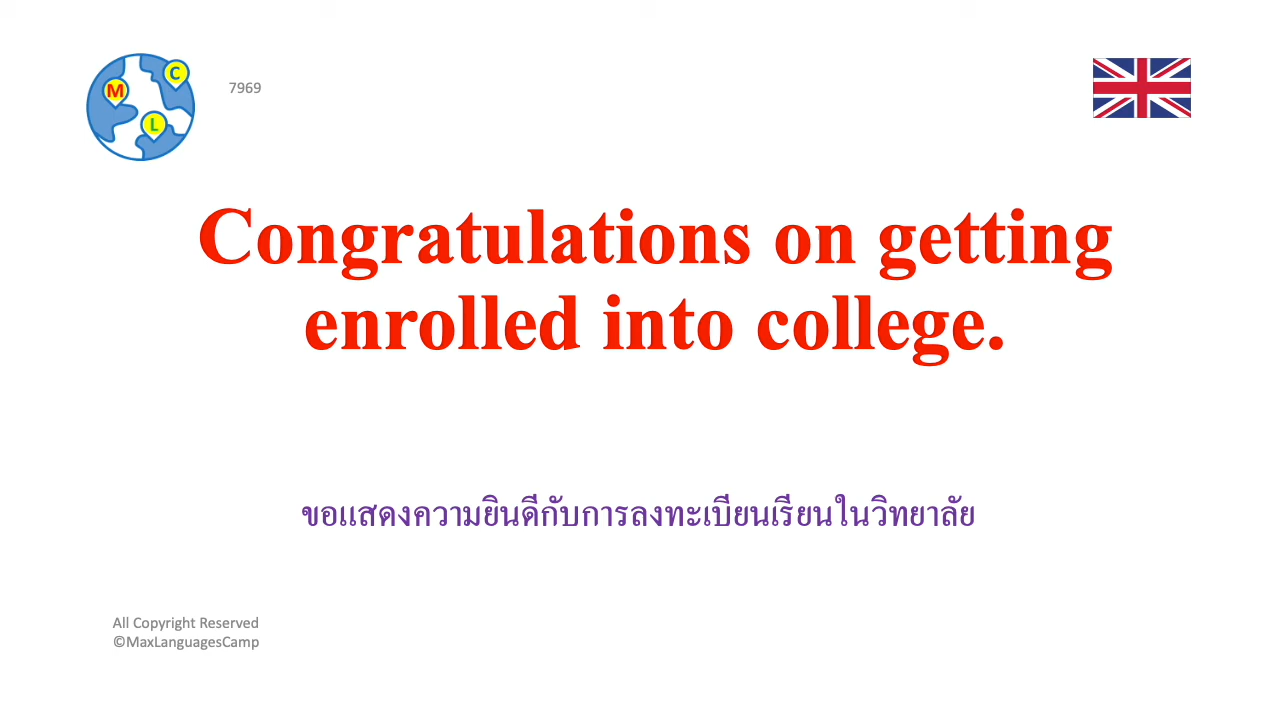 7969
M
C
L
Congratulations on getting
enrolled into college.
ขอแสดงความยินดีกับการลงทะเบียนเรียนในวิทยาลัย
All Copyright Reserved
©MaxLanguagesCamp